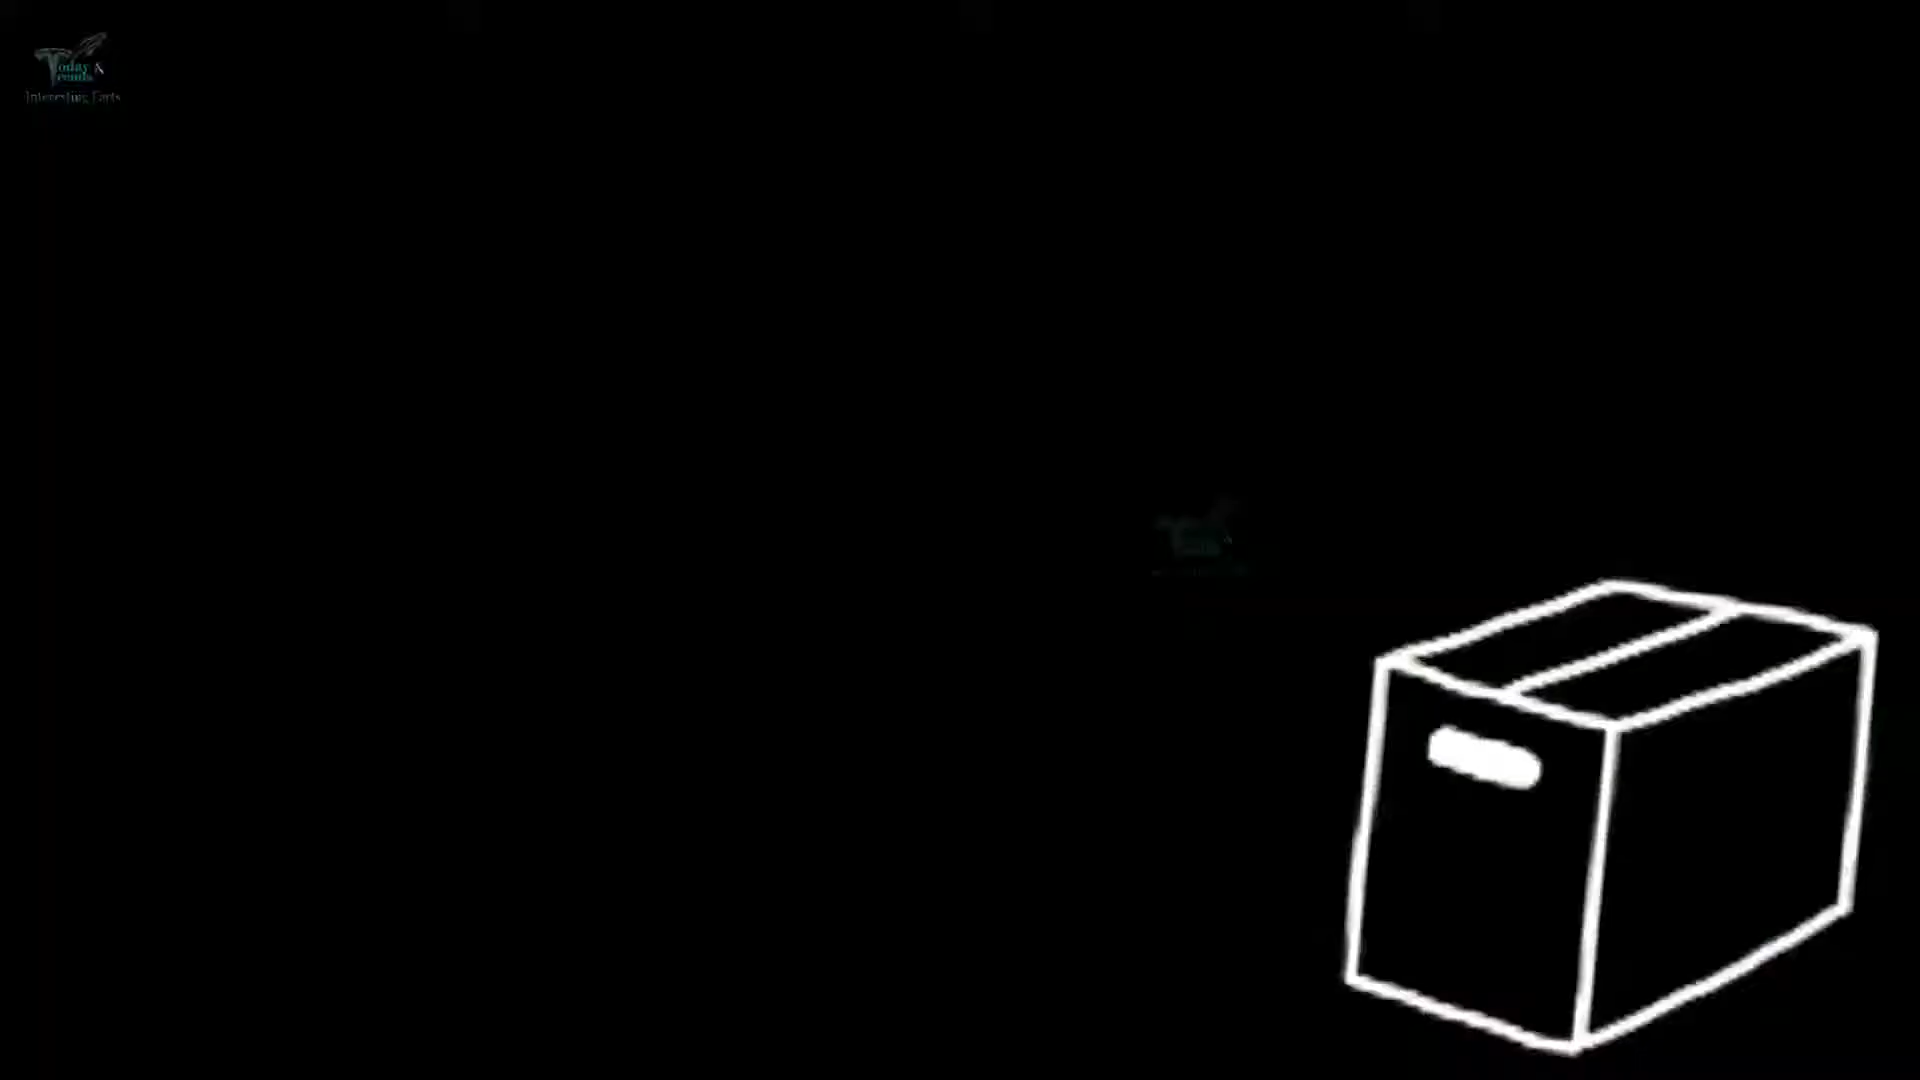 Today &
Trends
Interesting Facts